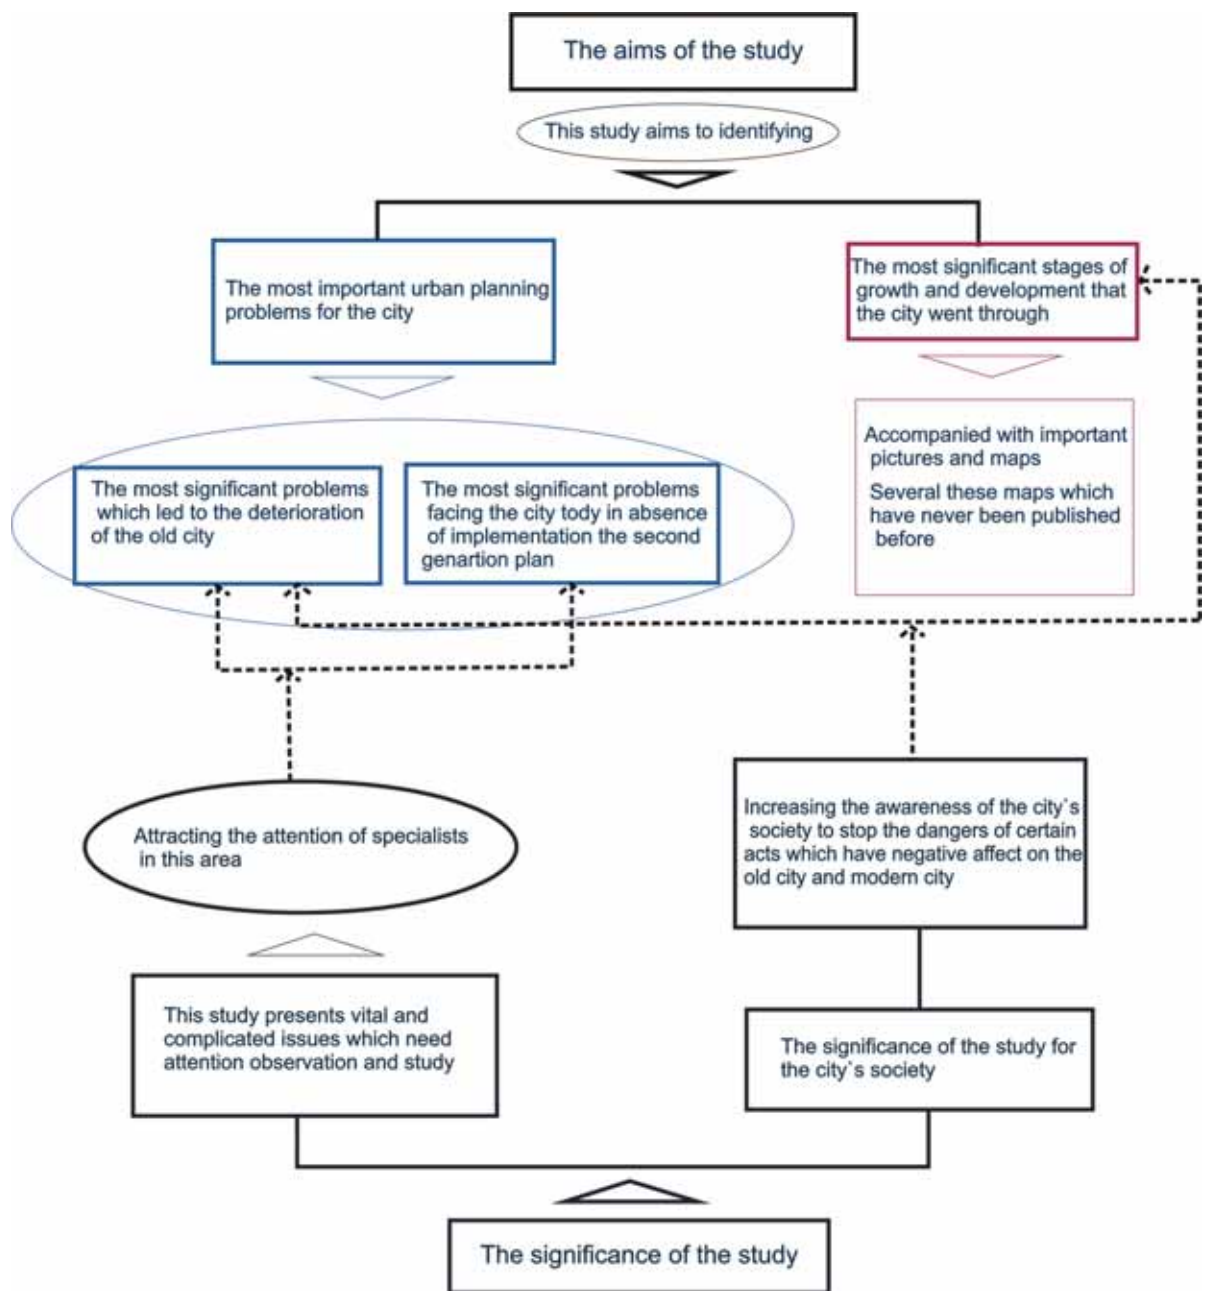 The aims of the study
This study aims to identifying
The most important urban planning
problems for the city
The most significant stages of
growth and development that
the city went through
Accompanied with important
pictures and maps
Several these maps which
have never been published
before
The most significant problems
which led to the deterioration
of the old city
The most significant problems
facing the city tody in absence
of implementation the second
genartion plan
Attracting the attention of specialists
in this area
Increasing the awareness of the city`s
society to stop the dangers of certain
acts which have negative affect on the
old city and modern city
This study presents vital and
complicated issues which need
attention observation and study
The significance of the study for
the city`s society
The significance of the study